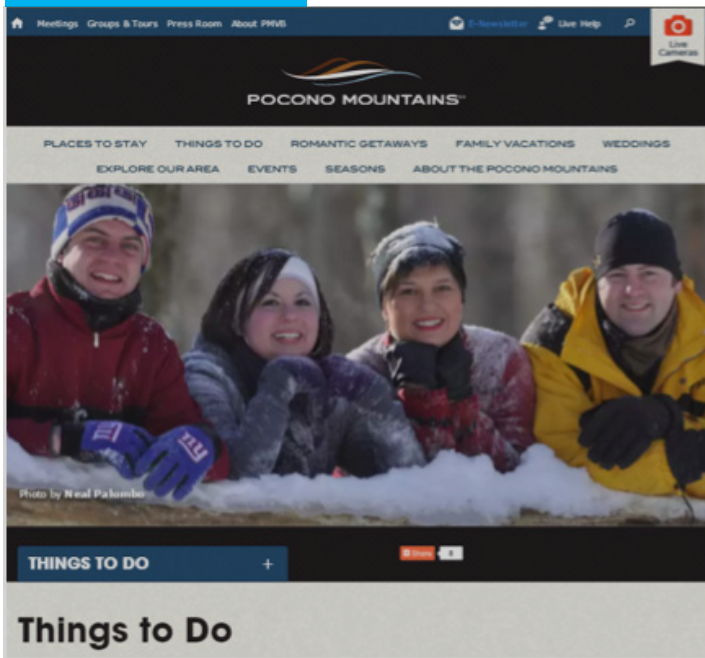 Meetings Groups & Tours Press Room About PMVB E-Newsletter Live Help
Live
Cameras
POCONO MOUNTAINS
PLACES TO STAY THINGS TO DO ROMANTIC GETAWAYS FAMILY VACATIONS WEDDINGS
EXPLORE OUR AREA EVENTS SEASONS ABOUT THE POCONO MOUNTAINS
NY
Photo by Neal Palumbo
THINGS TO DO +
Share 8
Things to Do